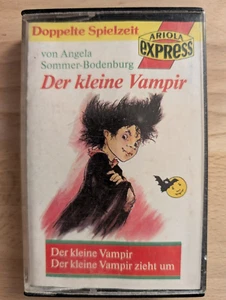 Doppelte Spielzeit
ARIOLA
EXPRESS
von Angela
Sommer-Bodenburg
Der kleine Vampir
Der kleine Vampir
Der kleine Vampir zieht um